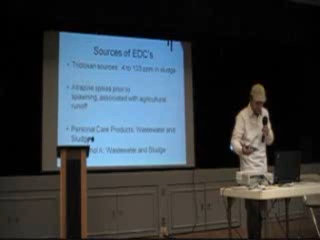 Sources of EDC's
• Triclosan sources: 4 to 133 ppm in sludge
• Atrazine spikes prior to
spawning, associated with agricultural
runoff
• Personal Care Products: Wastewater and
Sludge
A: Wastewater and Sludge